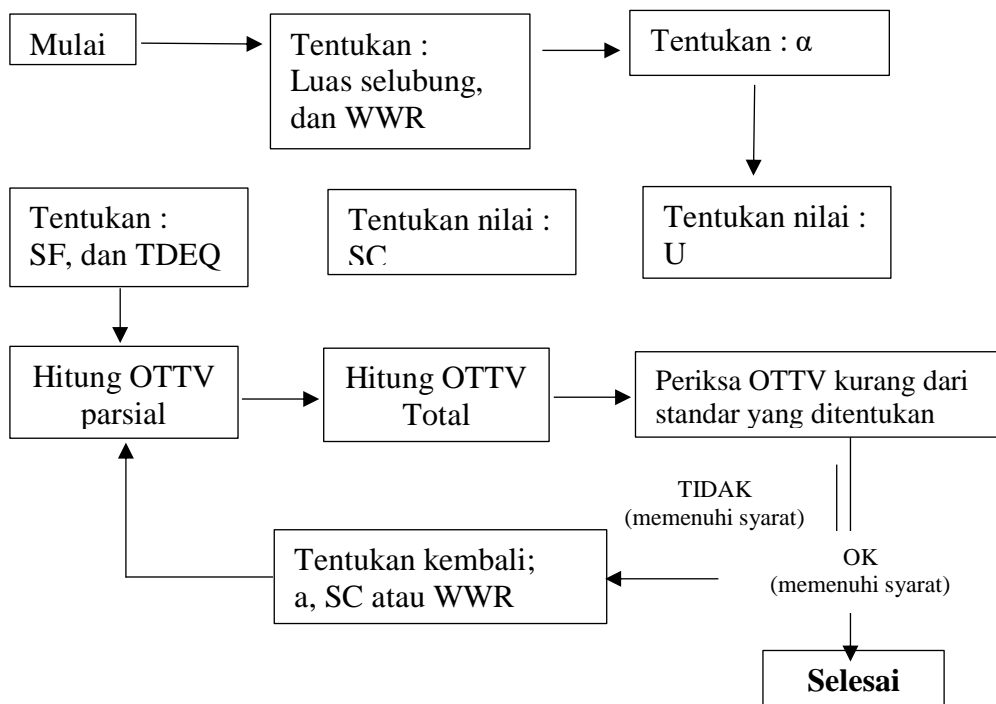 Mulai
Tentukan :
Luas selubung,
dan WWR
Tentukan : α
Tentukan :
SF, dan TDEQ
Tentukan nilai :
SC
Tentukan nilai :
U
Hitung OTTV
parsial
Hitung OTTV
Total
Periksa OTTV kurang dari
standar yang ditentukan
TIDAK
(memenuhi syarat)
Tentukan kembali;
a, SC atau WWR
OK
(memenuhi syarat)
Selesai